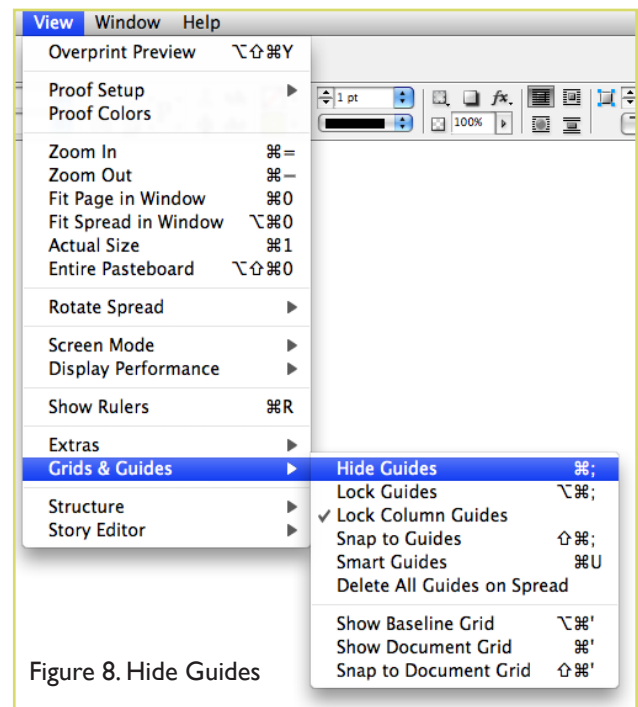 View Window Help
Overprint Preview ⌥⇧⌘Y
Proof Setup
Proof Colors
1 pt
fx.
100%
Zoom In ⌘=
Zoom Out ⌘–
Fit Page in Window ⌘0
Fit Spread in Window ⌥⌘0
Actual Size ⌘1
Entire Pasteboard ⌥⇧⌘0
Rotate Spread
Screen Mode
Display Performance
Show Rulers ⌘R
Extras
Grids & Guides
Structure
Story Editor
Hide Guides ⌘;
Lock Guides ⌥⌘;
✓ Lock Column Guides
Snap to Guides ⇧⌘;
Smart Guides ⌘U
Delete All Guides on Spread
Show Baseline Grid ⌥⌘'
Show Document Grid ⌘'
Snap to Document Grid ⇧⌘'
Figure 8. Hide Guides